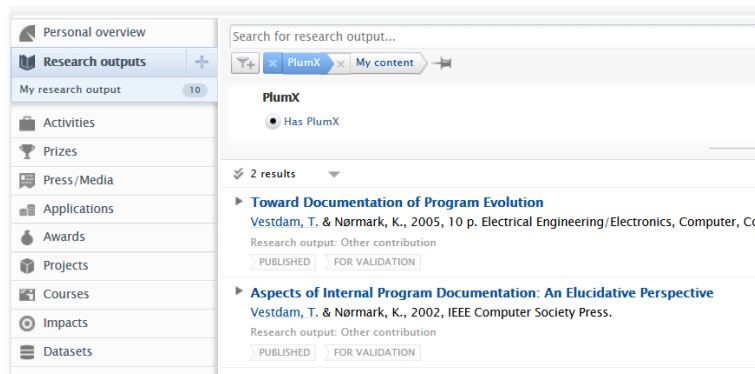 Personal overview
Research outputs
My research output 10
Activities
Prizes
Press/Media
Applications
Awards
Projects
Courses
Impacts
Datasets
Search for research output...
PlumX My content
PlumX
Has PlumX
2 results
Toward Documentation of Program Evolution
Vestdam, T. & Nørmark, K., 2005, 10 p. Electrical Engineering/Electronics, Computer, Co
Research output: Other contribution
PUBLISHED FOR VALIDATION
Aspects of Internal Program Documentation: An Elucidative Perspective
Vestdam, T. & Nørmark, K., 2002, IEEE Computer Society Press.
Research output: Other contribution
PUBLISHED FOR VALIDATION